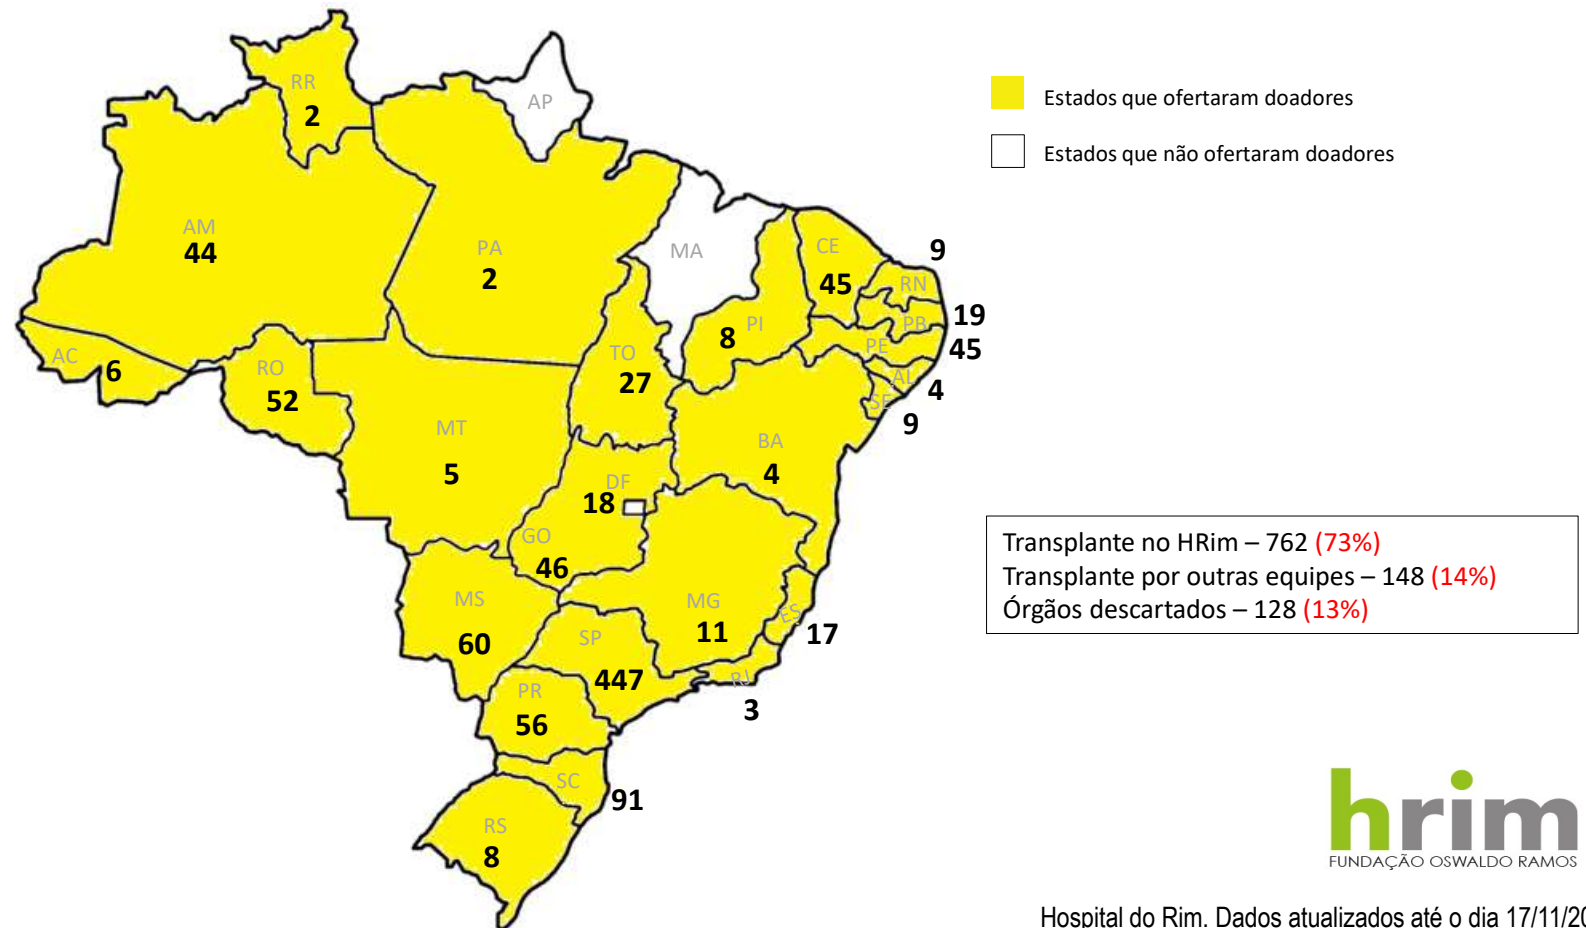 RR
2
AP
Estados que ofertaram doadores
Estados que não ofertaram doadores
AM
44
PA
2
MA
CE
45
9
RN
PB
19
PI
8
PE
45
AL
4
SE
9
AC
6
RO
52
TO
27
MT
5
BA
4
DF
18
GO
46
Transplante no HRim – 762 (73%)
Transplante por outras equipes – 148 (14%)
Órgãos descartados – 128 (13%)
MS
60
MG
11
ES
17
SP
447
RJ
3
PR
56
SC
91
RS
8
hrim
FUNDAÇÃO OSWALDO RAMOS
Hospital do Rim. Dados atualizados até o dia 17/11/20